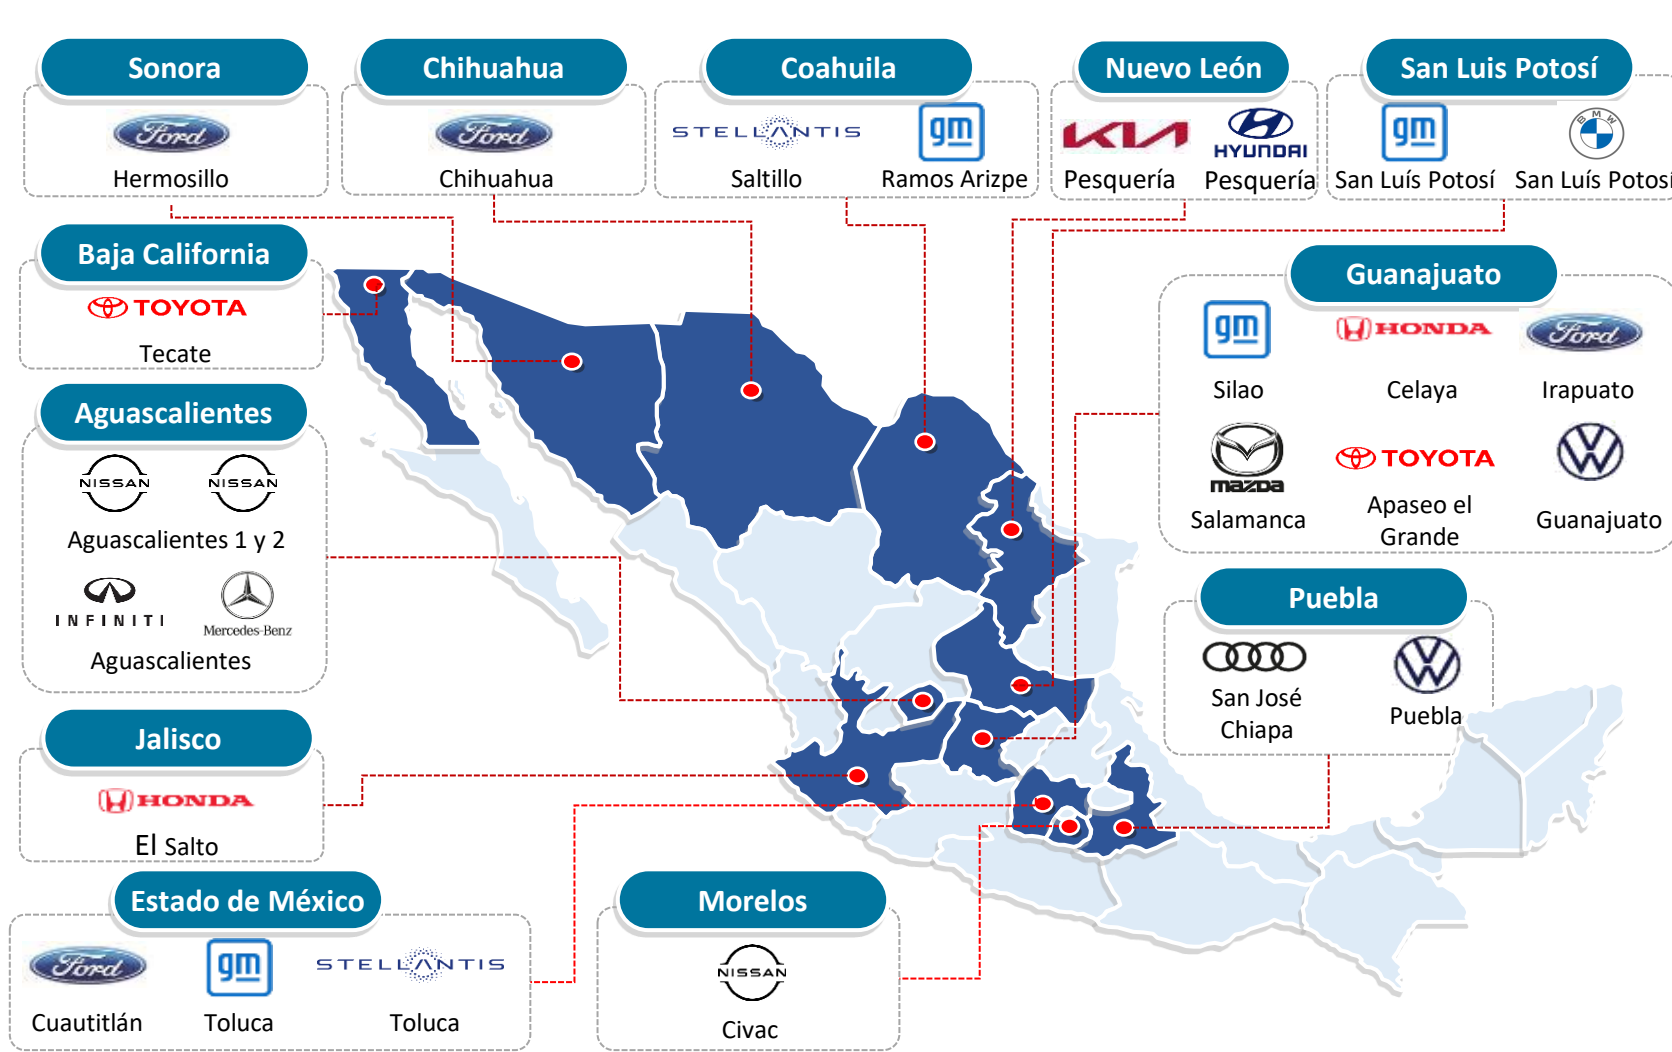 Sonora
Ford
Hermosillo
Chihuahua
Ford
Chihuahua
Coahuila
STELLANTIS
gm
Saltillo
Ramos Arizpe
Nuevo León
KIA
HYUNDAI
Pesquería
Pesquería
San Luis Potosí
gm
BMW
San Luís Potosí
San Luís Potosí
Baja California
TOYOTA
Tecate
Aguascalientes
NISSAN
NISSAN
Aguascalientes 1 y 2
INFINITI
Mercedes-Benz
Aguascalientes
Jalisco
HONDA
El Salto
Estado de México
Ford
gm
STELLANTIS
Cuautitlán
Toluca
Toluca
Morelos
NISSAN
Civac
Guanajuato
gm
HONDA
Ford
Silao
Celaya
Irapuato
mazda
TOYOTA
VW
Salamanca
Apaseo el
Grande
Guanajuato
Puebla
VW
San José
Chiapa
Puebla